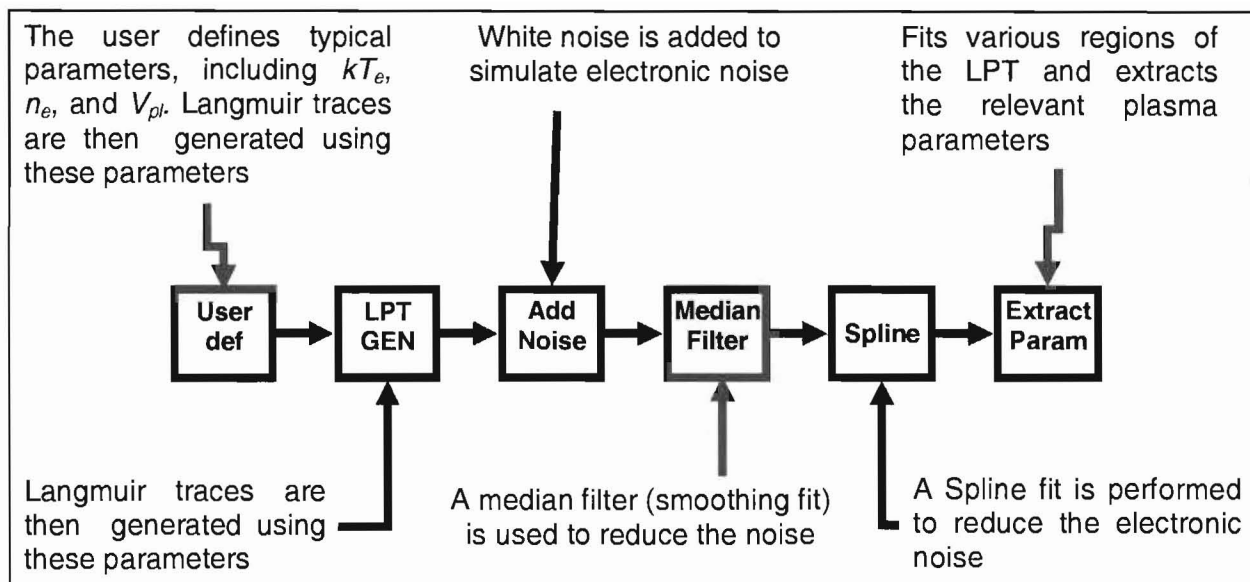 The user defines typical
parameters, including kTe,
ne, and Vpl. Langmuir traces
are then generated using
these parameters
White noise is added to
simulate electronic noise
Fits various regions of
the LPT and extracts
the relevant plasma
parameters
User
def
LPT
GEN
Add
Noise
Median
Filter
Spline
Extract
Param
Langmuir traces are
then generated using
these parameters
A median filter (smoothing fit)
is used to reduce the noise
A Spline fit is performed
to reduce the electronic
noise